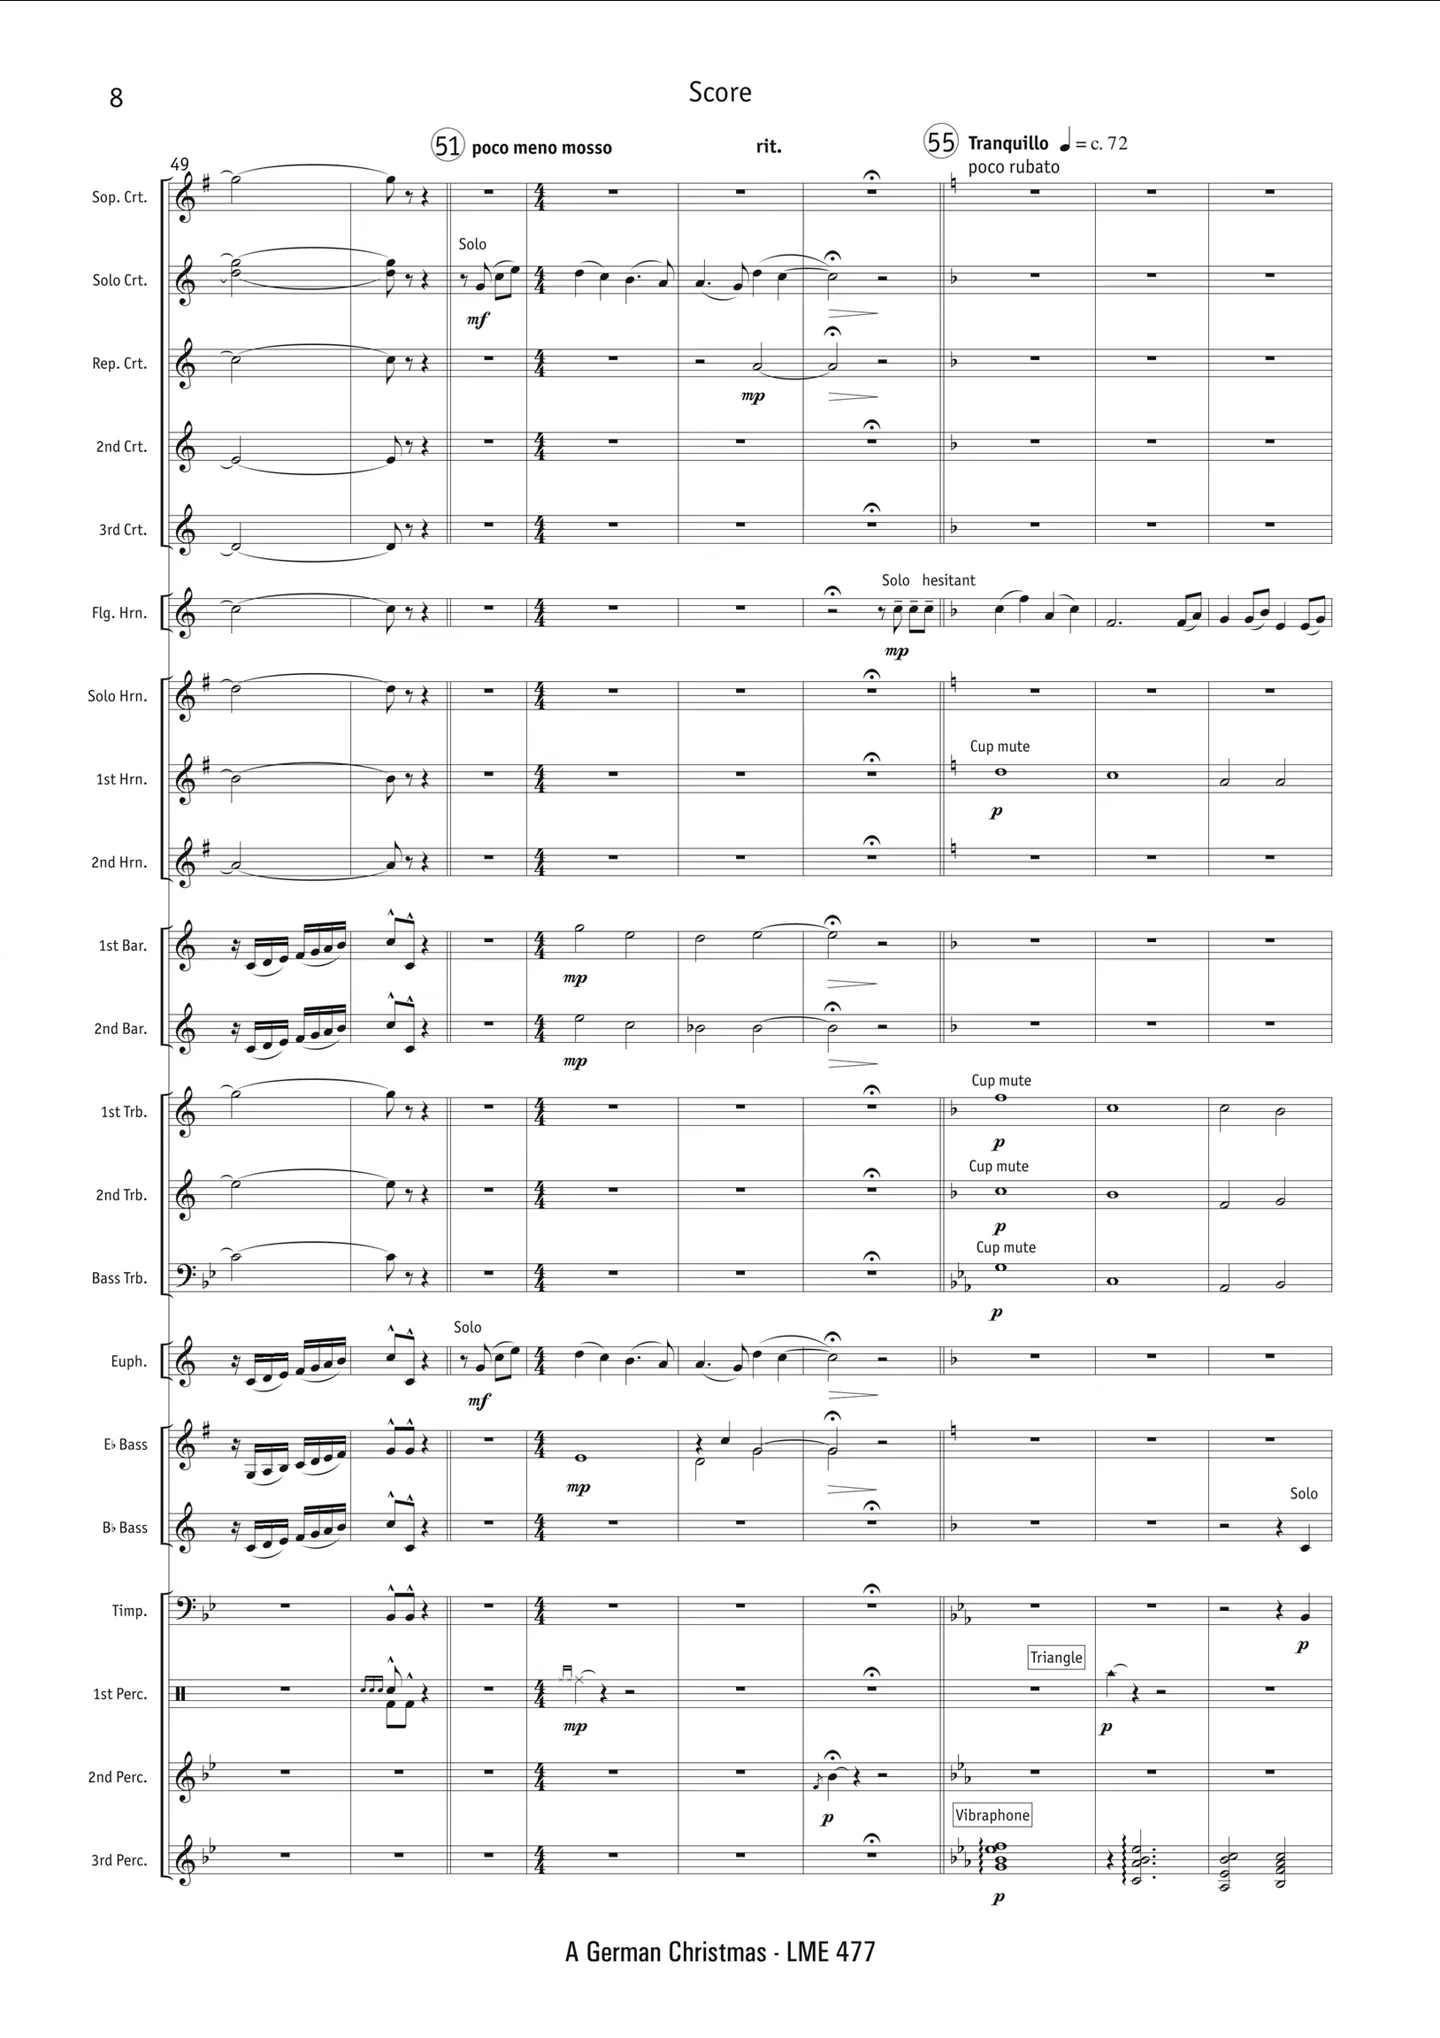 8
Score
51 poco meno mosso
rit.
55 Tranquillo ♩ = c. 72
poco rubato
49
Sop. Crt.
Solo
Solo Crt.
mf
Rep. Crt.
mp
2nd Crt.
3rd Crt.
Solo hesitant
Flg. Hrn.
mp
Solo Hrn.
Cup mute
1st Hrn.
p
2nd Hrn.
1st Bar.
mp
2nd Bar.
mp
Cup mute
1st Trb.
p
Cup mute
2nd Trb.
p
Cup mute
Bass Trb.
p
Solo
Euph.
mf
E♭ Bass
mp
Solo
B♭ Bass
Timp.
p
Triangle
1st Perc.
mp p
2nd Perc.
p
Vibraphone
3rd Perc.
p
A German Christmas - LME 477